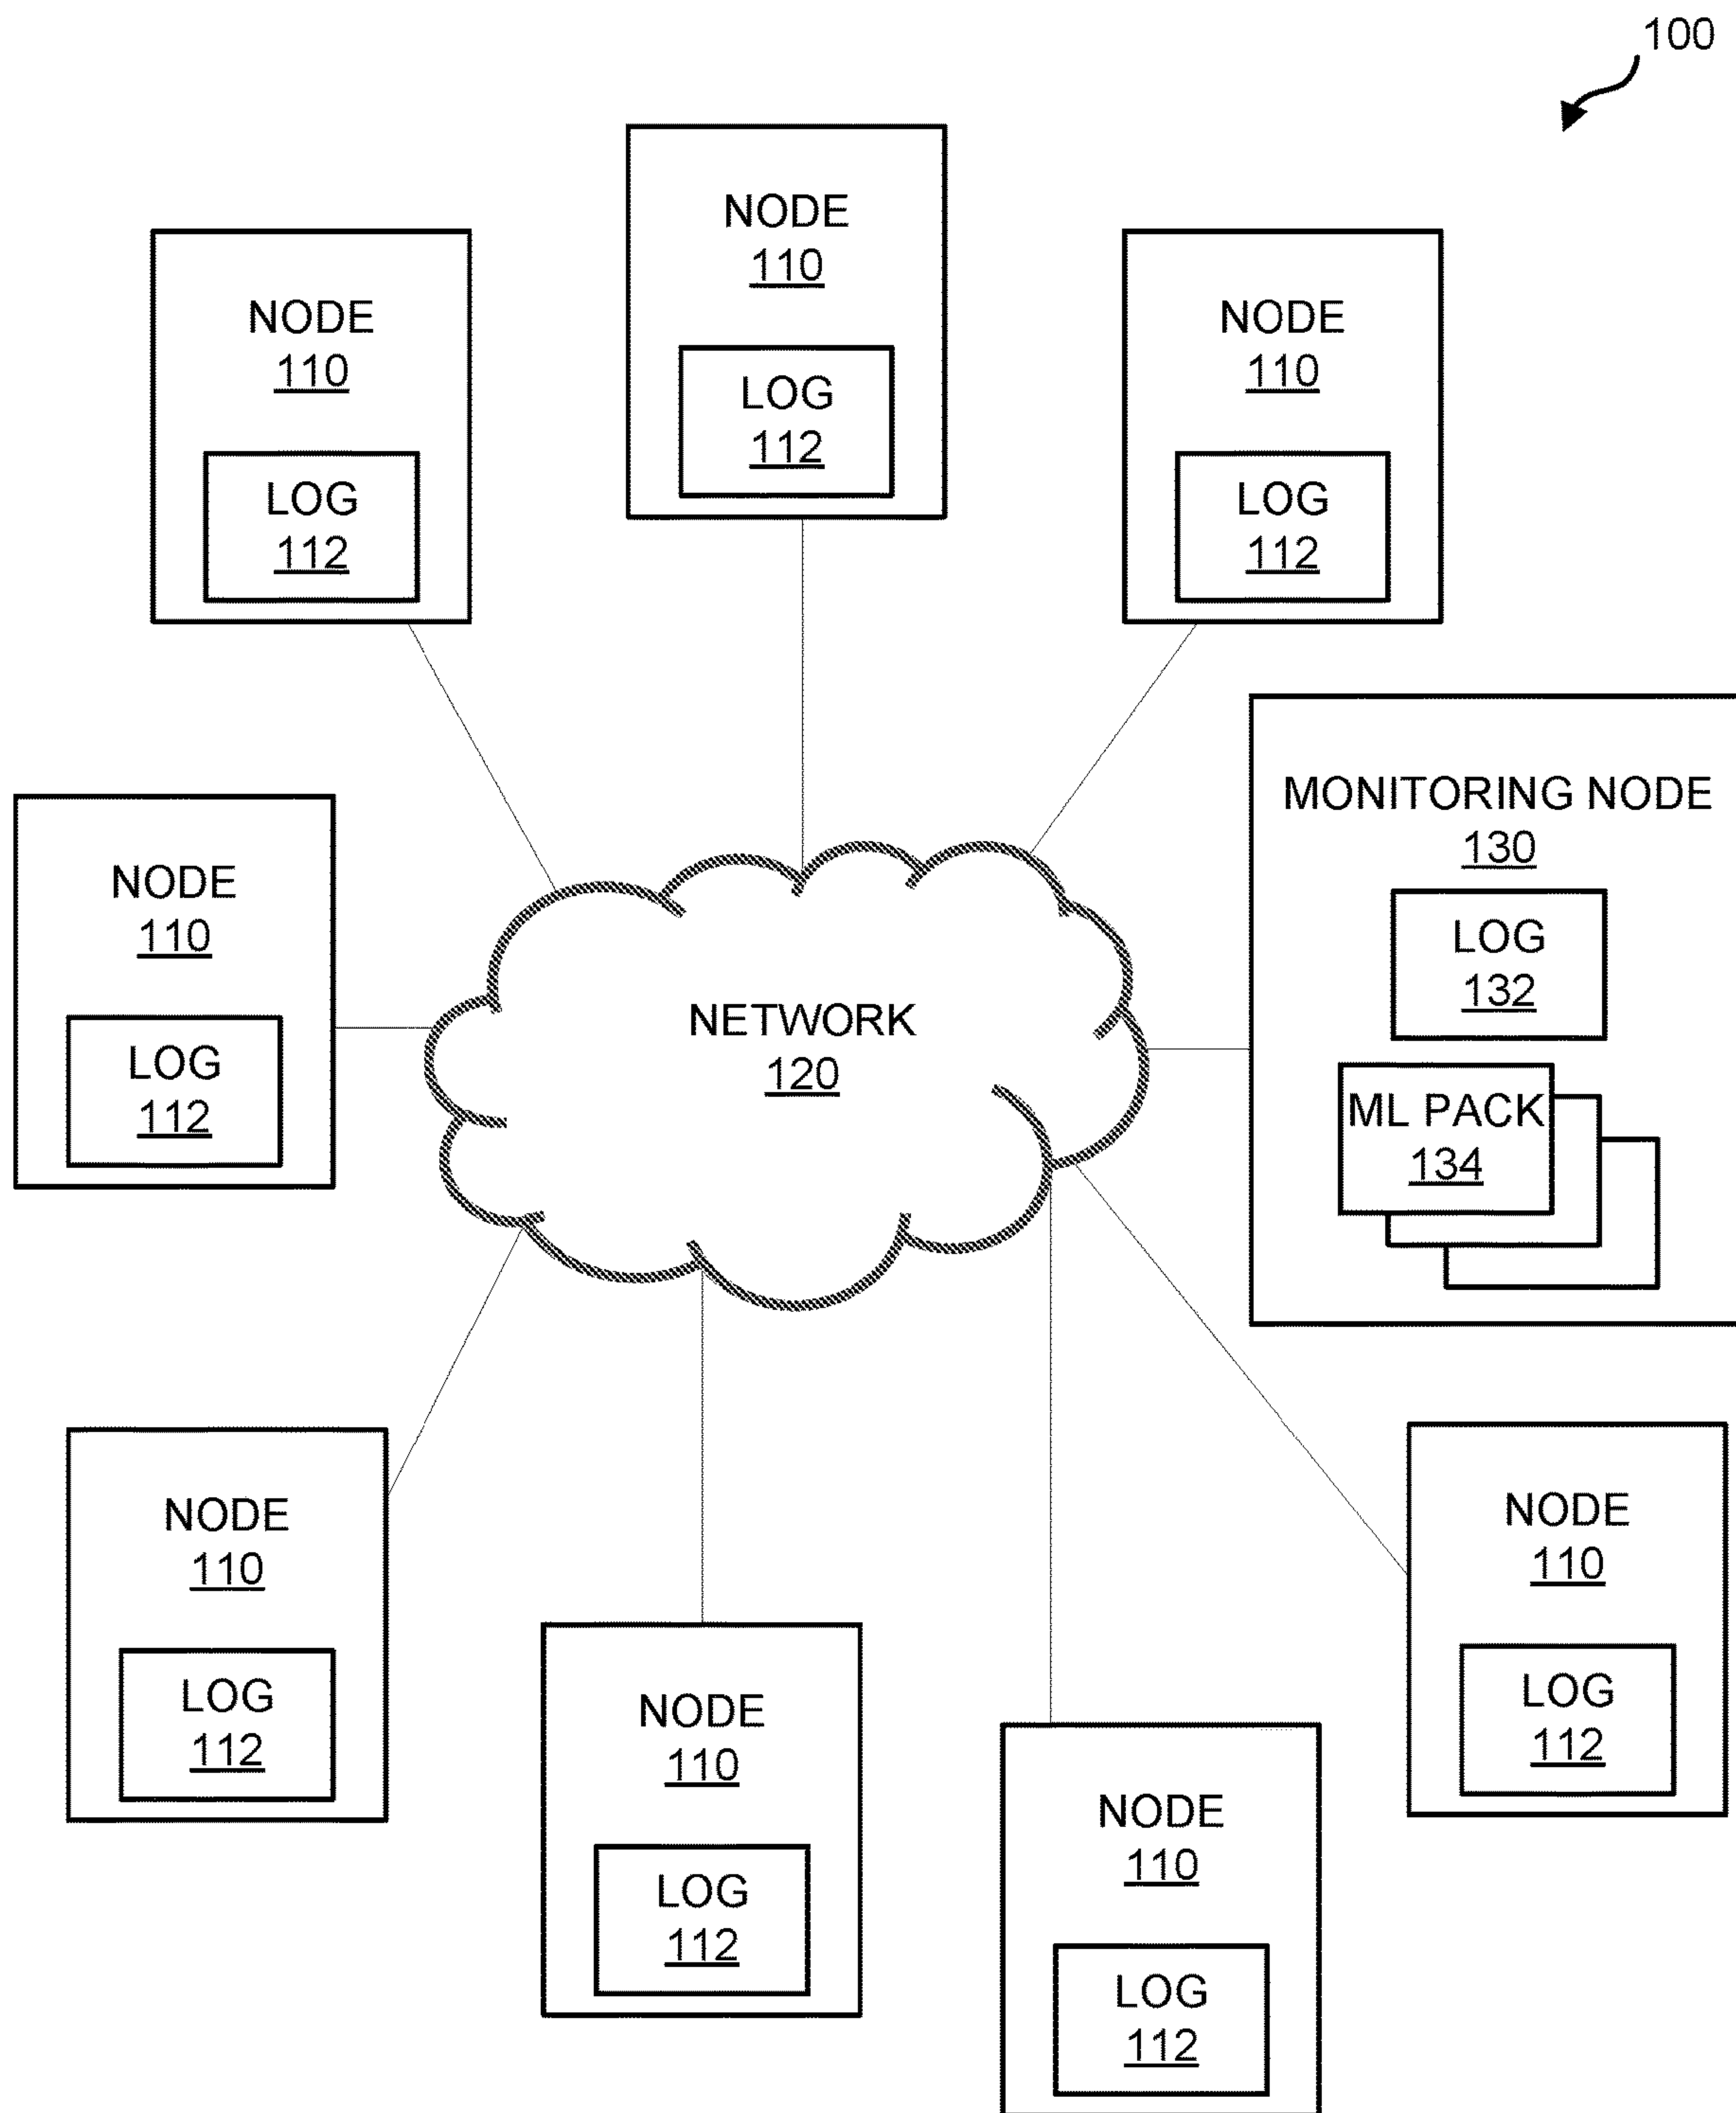 100
NODE
110
LOG
112
NODE
110
LOG
112
NODE
110
LOG
112
MONITORING NODE
130
LOG
132
ML PACK
134
NODE
110
LOG
112
NETWORK
120
NODE
110
LOG
112
NODE
110
LOG
112
NODE
110
LOG
112
NODE
110
LOG
112